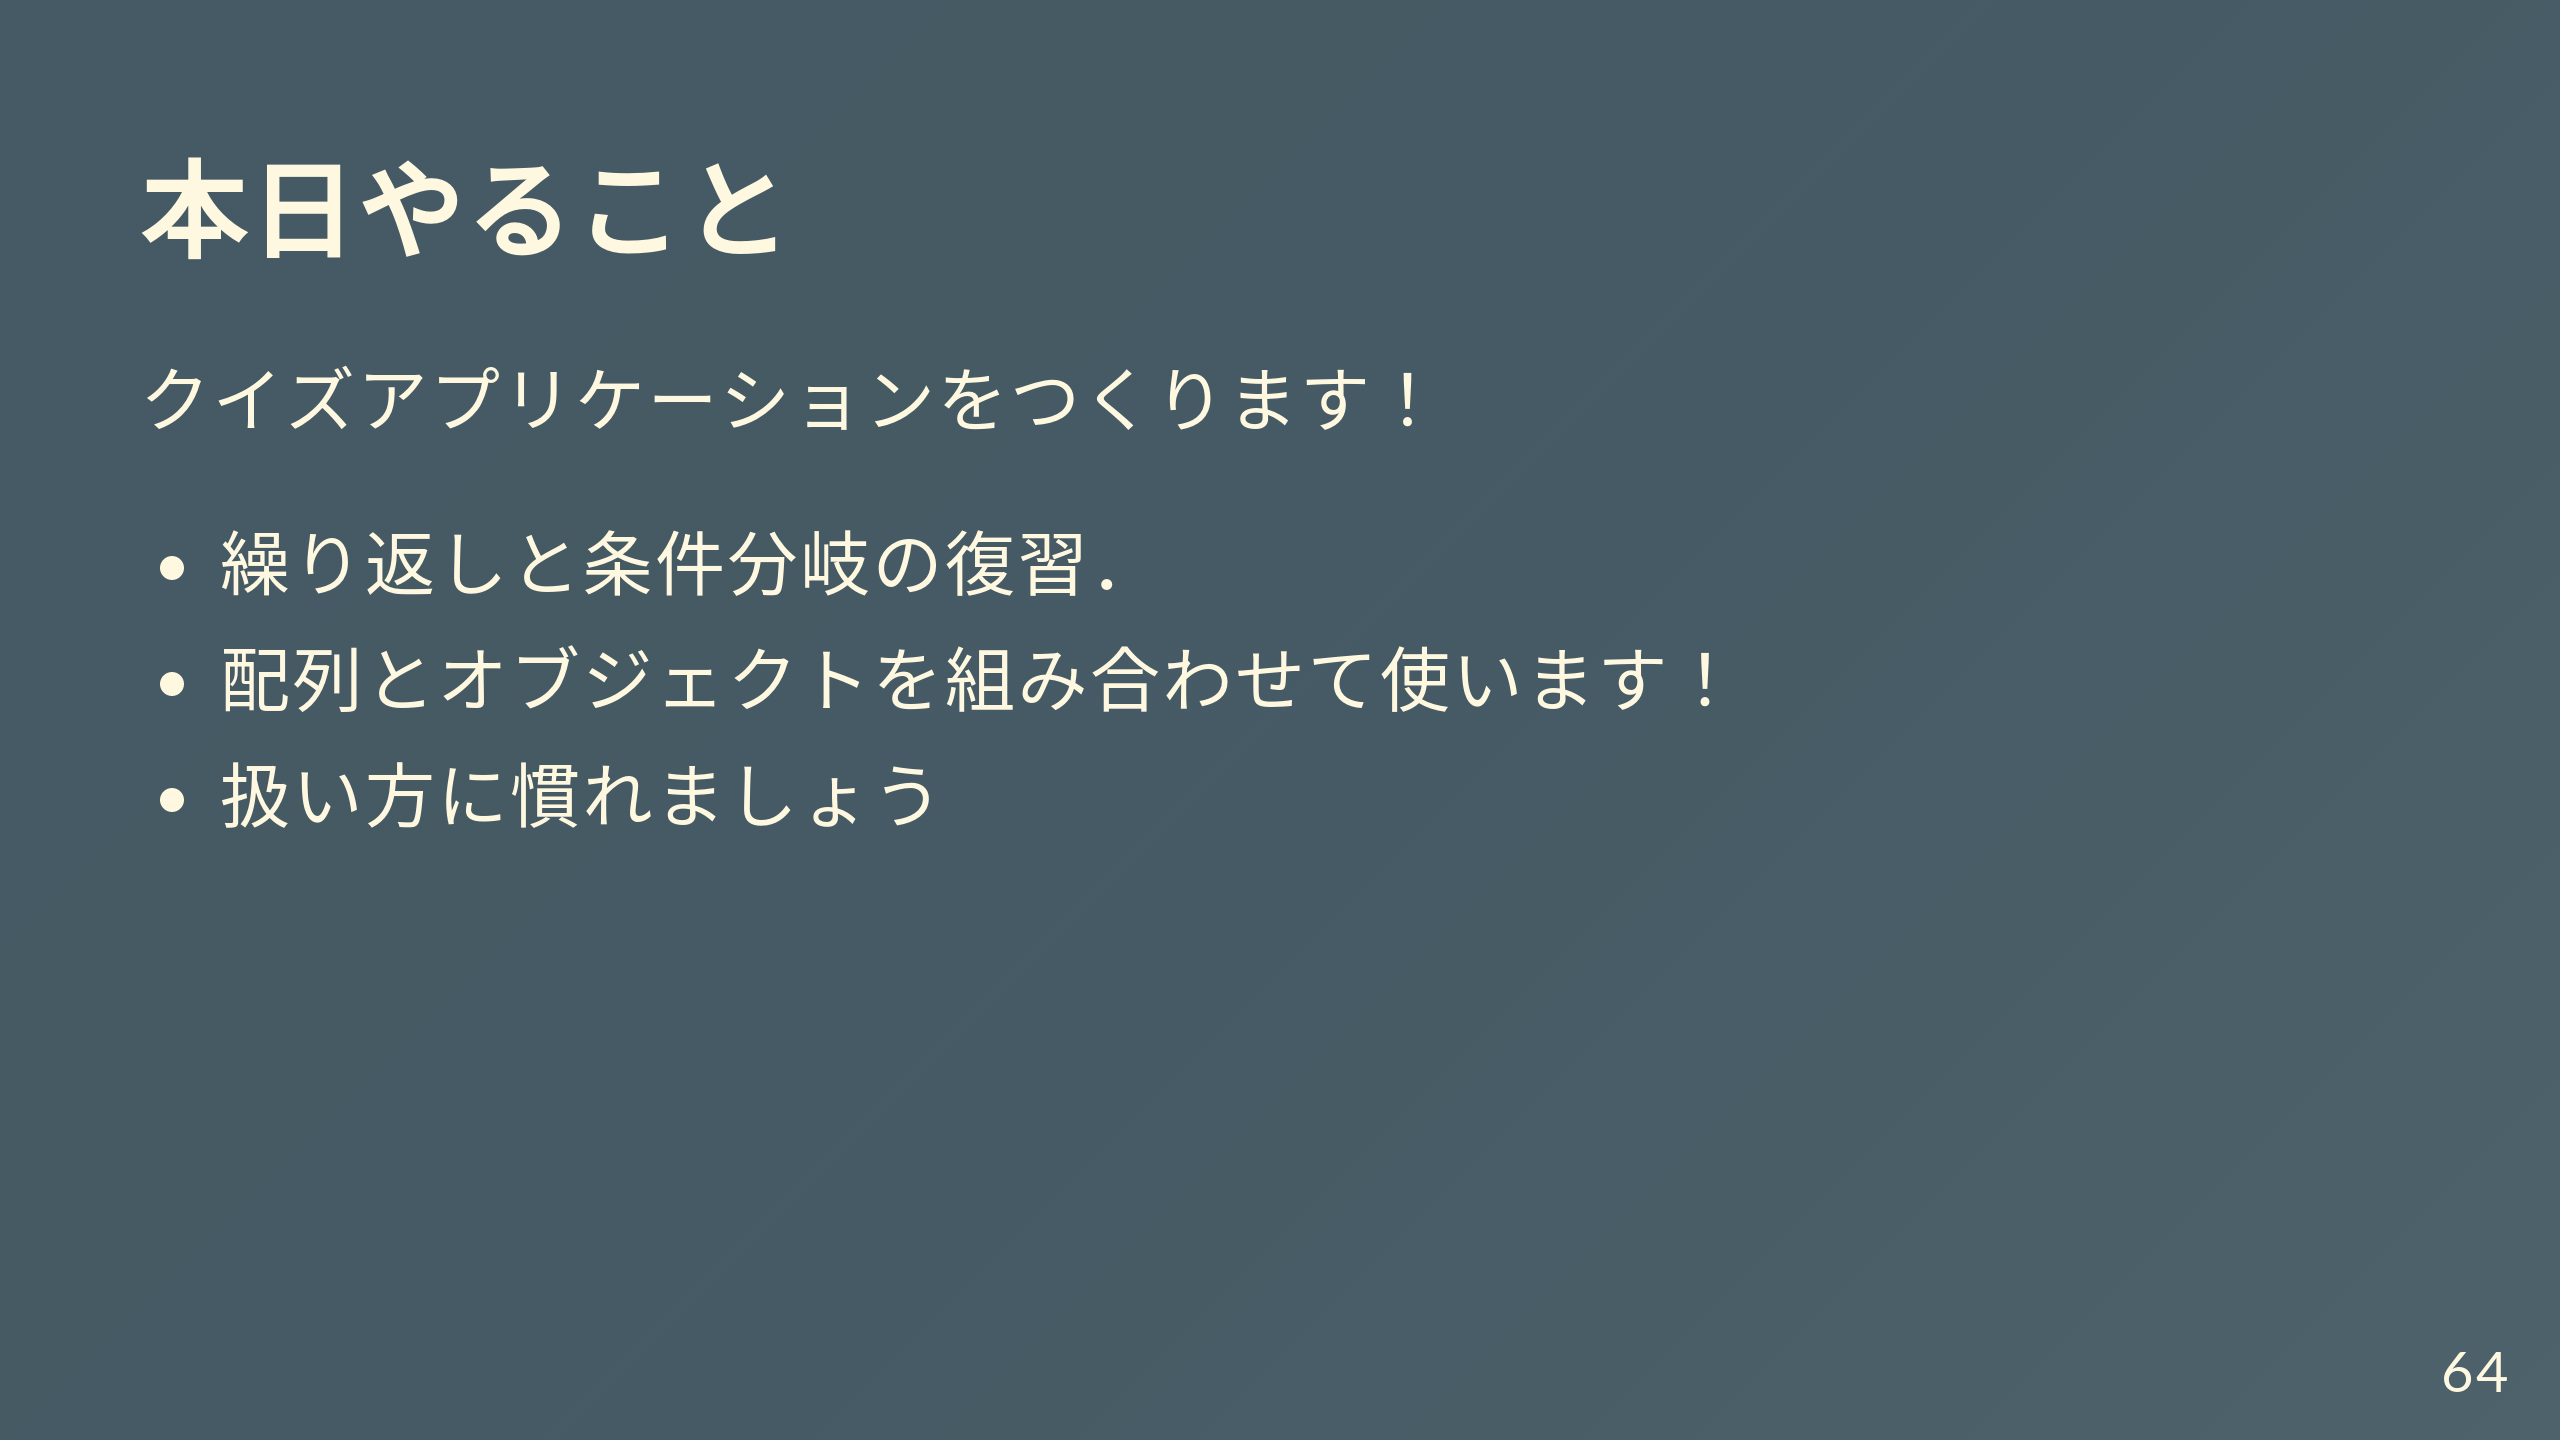 本日やること
クイズアプリケーションをつくります！
• 繰り返しと条件分岐の復習．
• 配列とオブジェクトを組み合わせて使います！
• 扱い方に慣れましょう
64